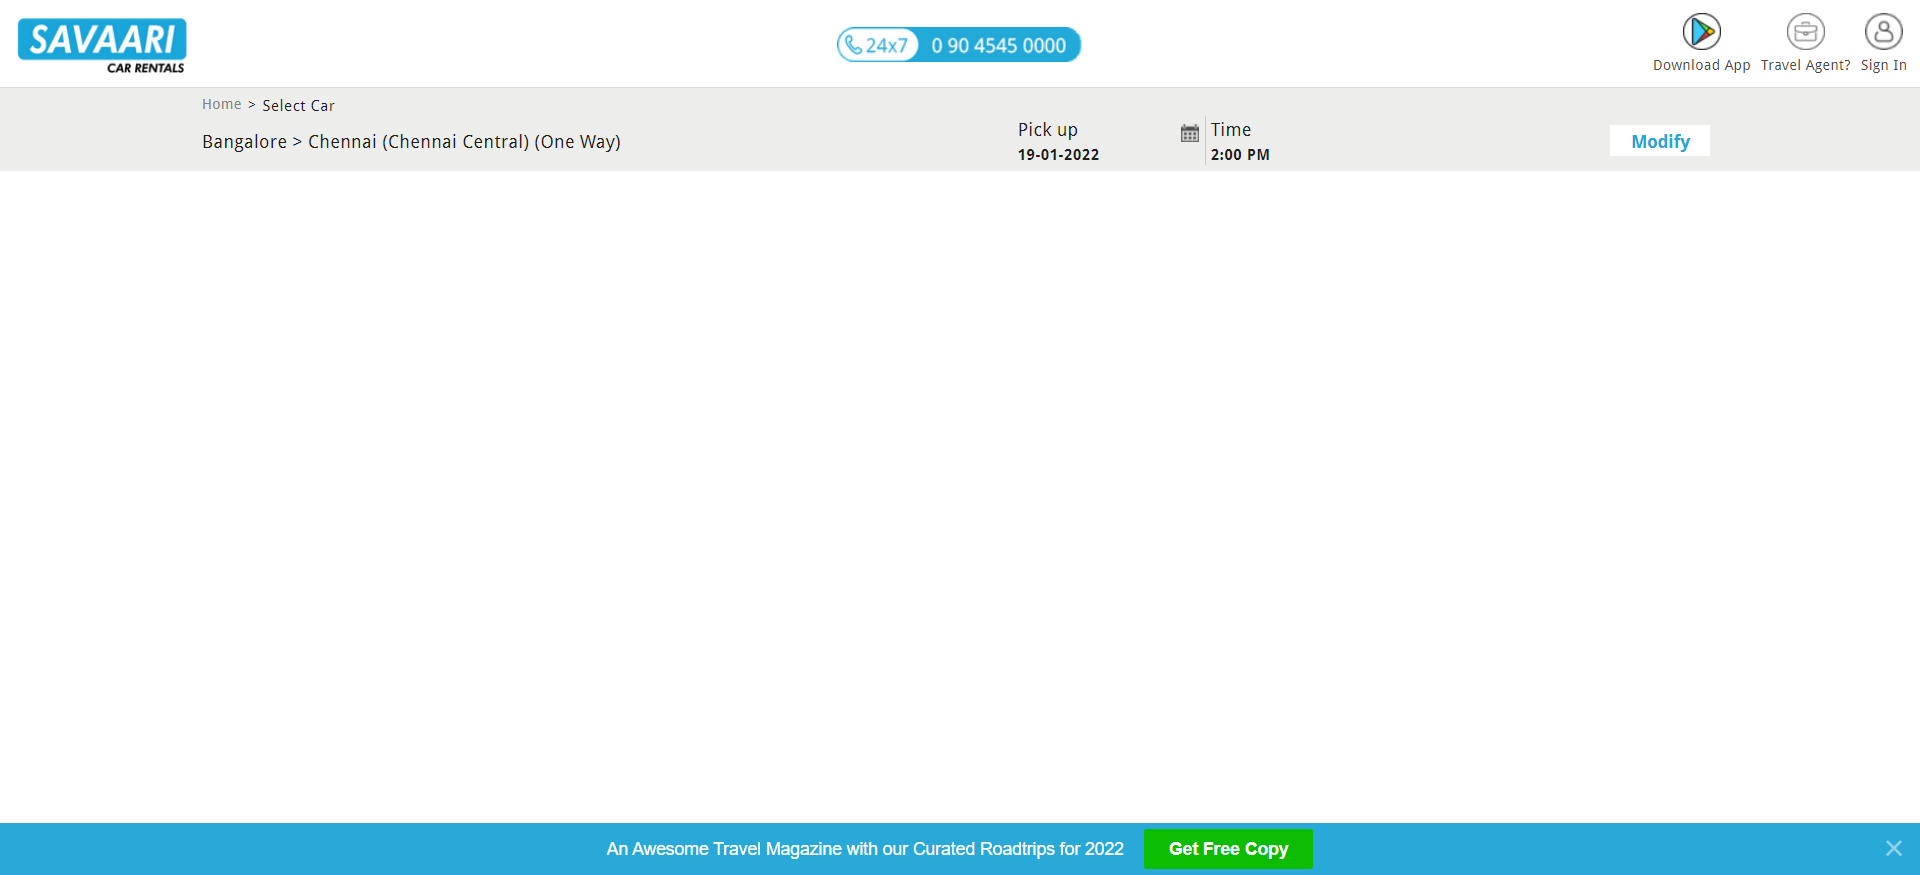 SAVAARI
CAR RENTALS
24x7 0 90 4545 0000
Download App Travel Agent? Sign In
Home > Select Car
Bangalore > Chennai (Chennai Central) (One Way)
Pick up
19-01-2022
Time
2:00 PM
Modify
An Awesome Travel Magazine with our Curated Roadtrips for 2022 Get Free Copy